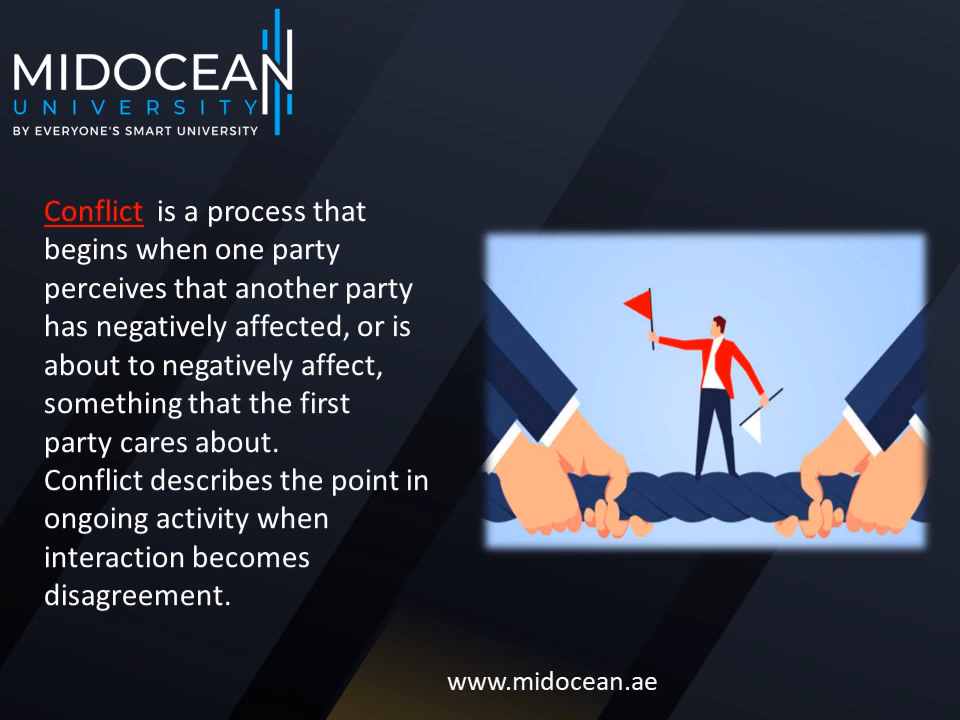 MIDOCEAN
UNIVERSITY
BY EVERYONE'S SMART UNIVERSITY
Conflict is a process that
begins when one party
perceives that another party
has negatively affected, or is
about to negatively affect,
something that the first
party cares about.
Conflict describes the point in
ongoing activity when
interaction becomes
disagreement.
www.midocean.ae